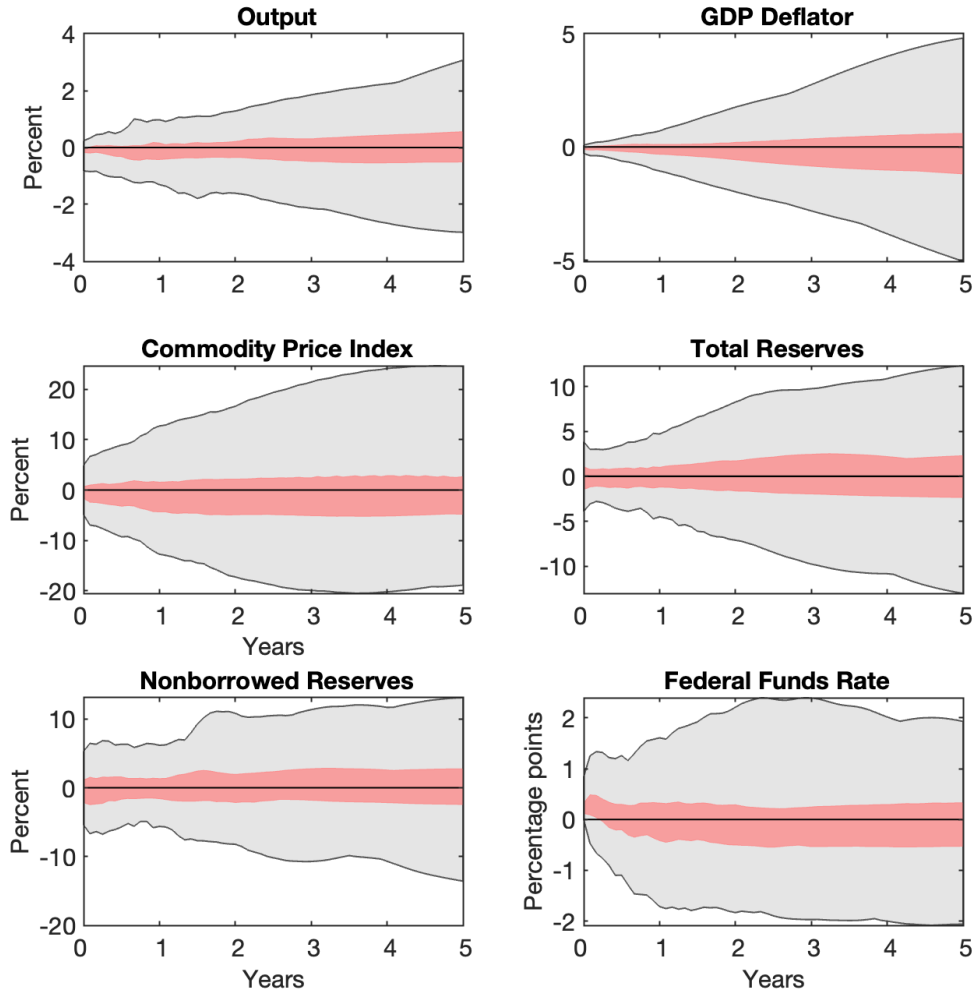 Output
4
2
0
-2
-4
Percent
0 1 2 3 4 5
GDP Deflator
5
0
-5
0 1 2 3 4 5
Commodity Price Index
20
10
0
-10
-20
Percent
0 1 2 3 4 5
Years
Total Reserves
10
5
0
-5
-10
0 1 2 3 4 5
Nonborrowed Reserves
10
0
-10
-20
Percent
0 1 2 3 4 5
Years
Federal Funds Rate
2
1
0
-1
-2
Percentage points
0 1 2 3 4 5
Years